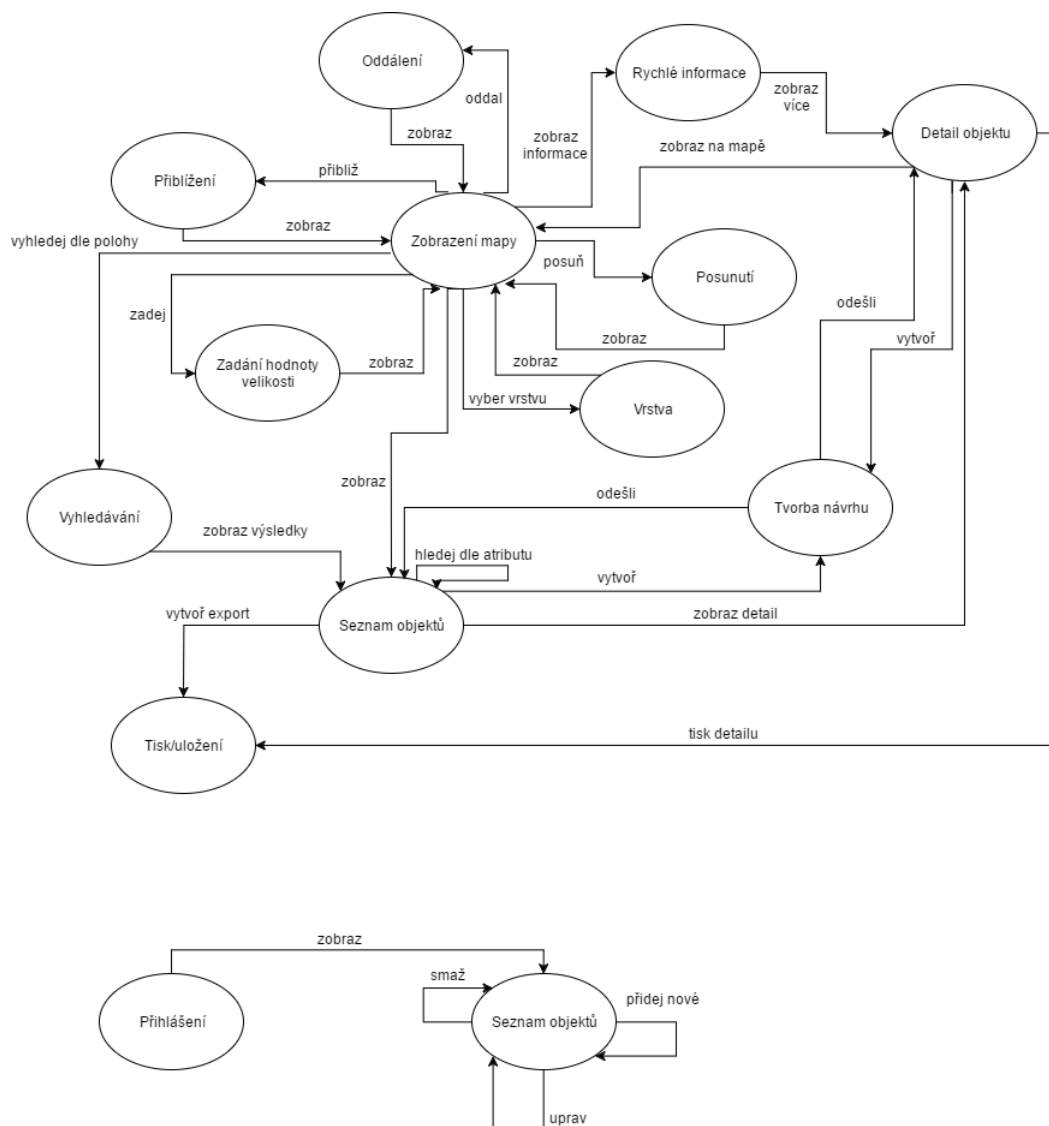 Oddálení
oddal
Rychlé informace
zobraz
více
Detail objektu
zobraz
zobraz
informace
zobraz na mapě
Přiblížení
přibliž
zobraz
vyhledej dle polohy
Zobrazení mapy
posuň
Posunutí
odešli
zadej
zobraz
vytvoř
Zadání hodnoty
velikosti
zobraz
zobraz
vyber vrstvu
Vrstva
zobraz
odešli
Tvorba návrhu
Vyhledávání
zobraz výsledky
hledej dle atributu
vytvoř
vytvoř export
Seznam objektů
zobraz detail
Tisk/uložení
tisk detailu
zobraz
smaž
přidej nové
Přihlášení
Seznam objektů
uprav